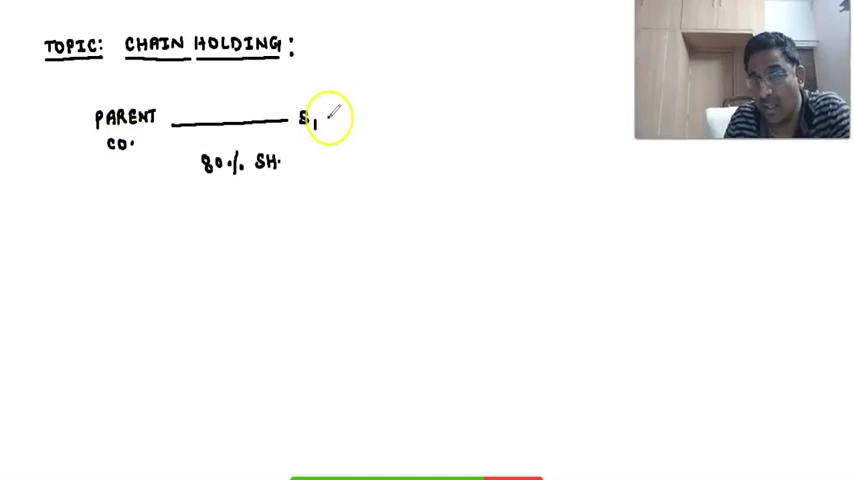 TOPIC: CHAIN HOLDING:
PARENT CO. S1
80% SH.